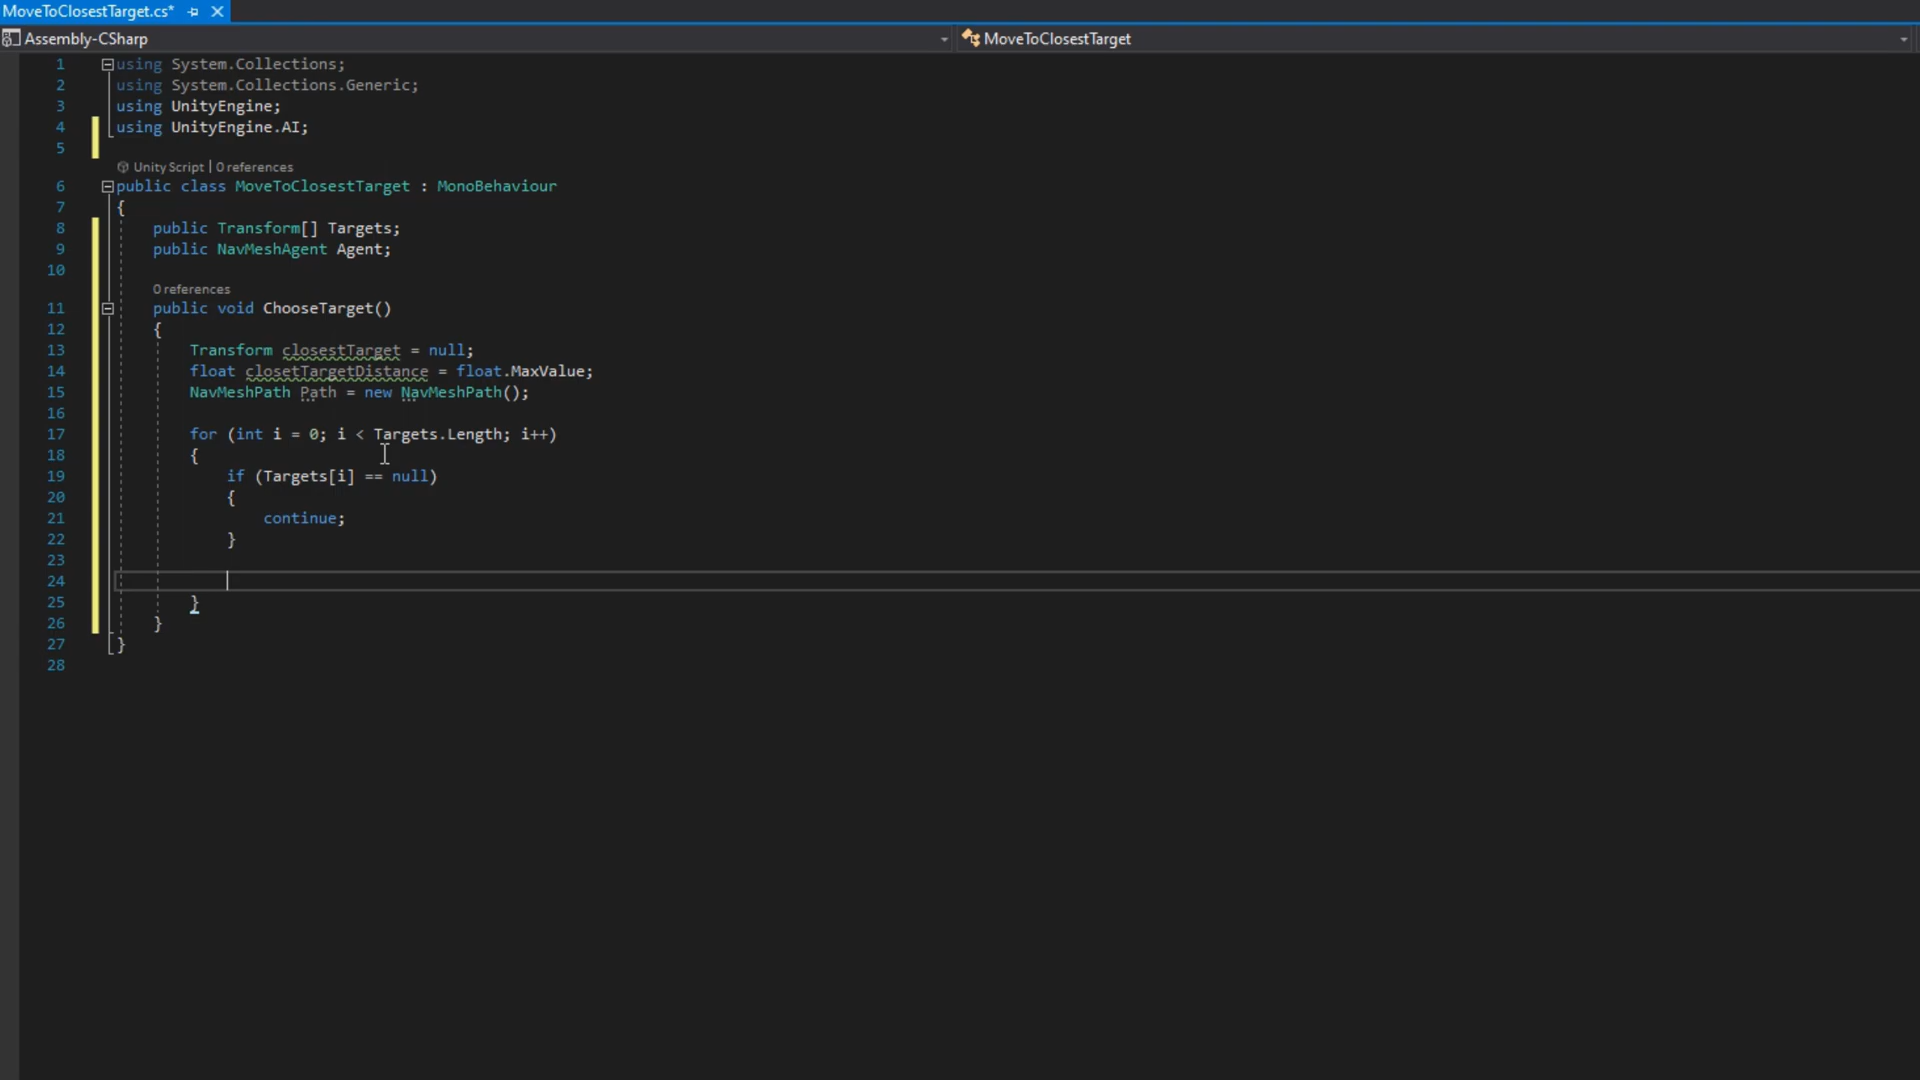 MoveToClosestTarget.cs*
Assembly-CSharp MoveToClosestTarget
1 using System.Collections;
2 using System.Collections.Generic;
3 using UnityEngine;
4 using UnityEngine.AI;
5
Unity Script | 0 references
6 public class MoveToClosestTarget : MonoBehaviour
7 {
8 public Transform[] Targets;
9 public NavMeshAgent Agent;
10
0 references
11 public void ChooseTarget()
12 {
13 Transform closestTarget = null;
14 float closetTargetDistance = float.MaxValue;
15 NavMeshPath Path = new NavMeshPath();
16
17 for (int i = 0; i < Targets.Length; i++)
18 {
19 if (Targets[i] == null)
20 {
21 continue;
22 }
23
24
25 }
26 }
27 }
28